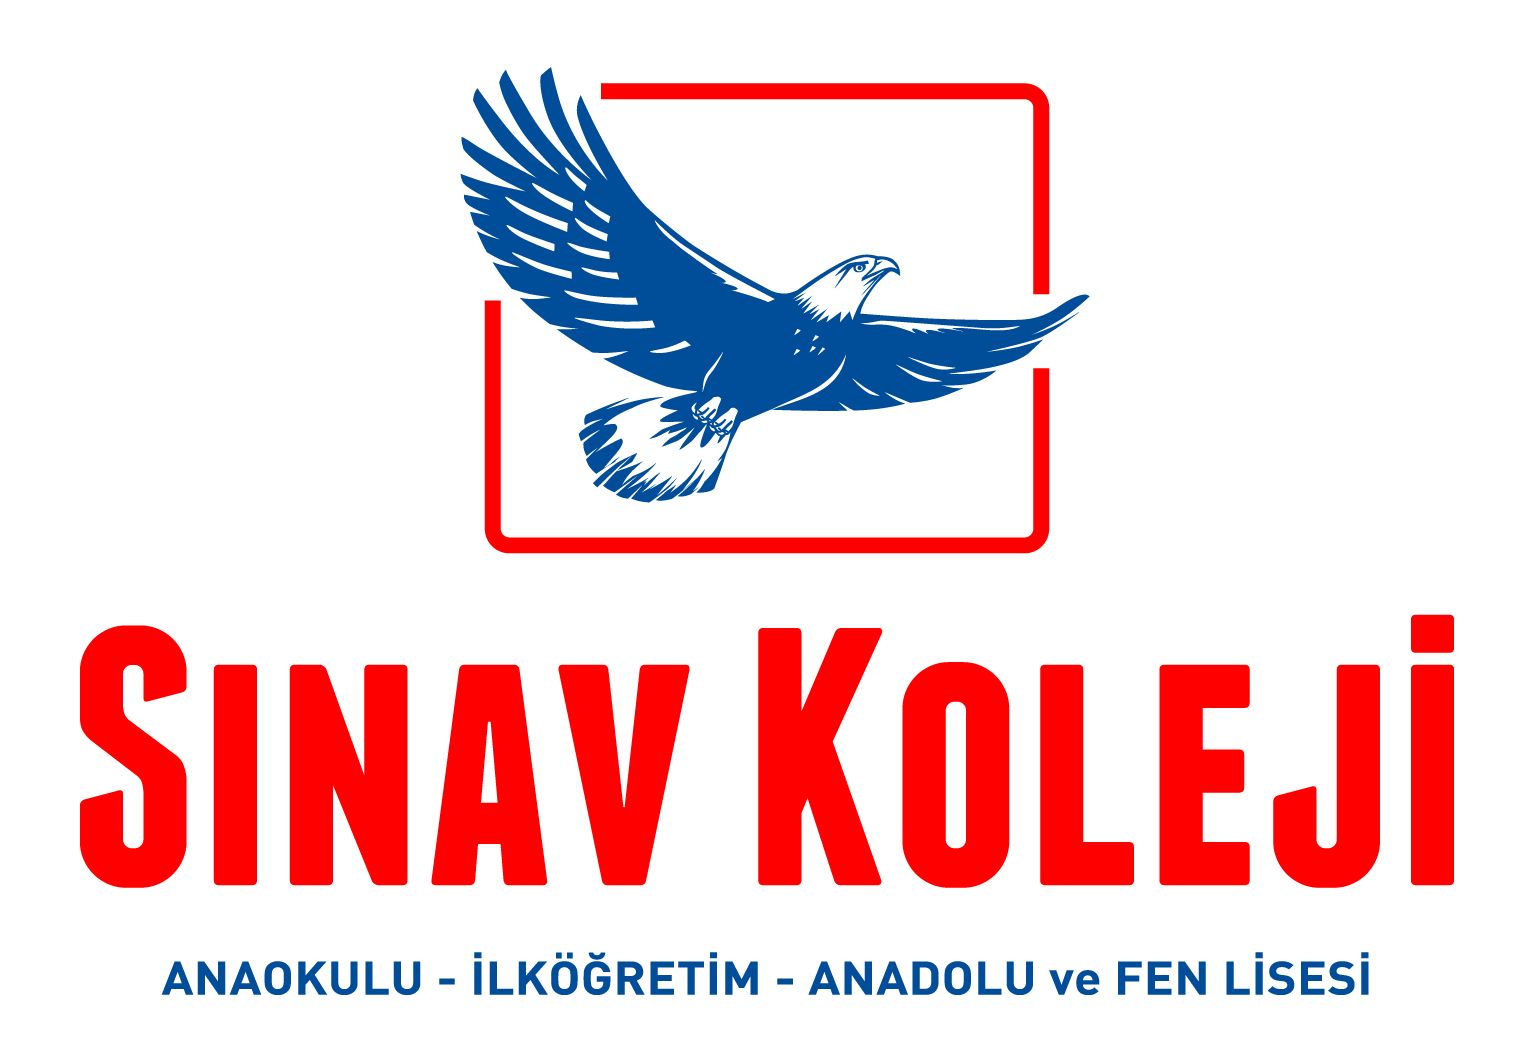 SINAV KOLEJİ
ANAOKULU - İLKÖĞRETİM - ANADOLU ve FEN LİSESİ